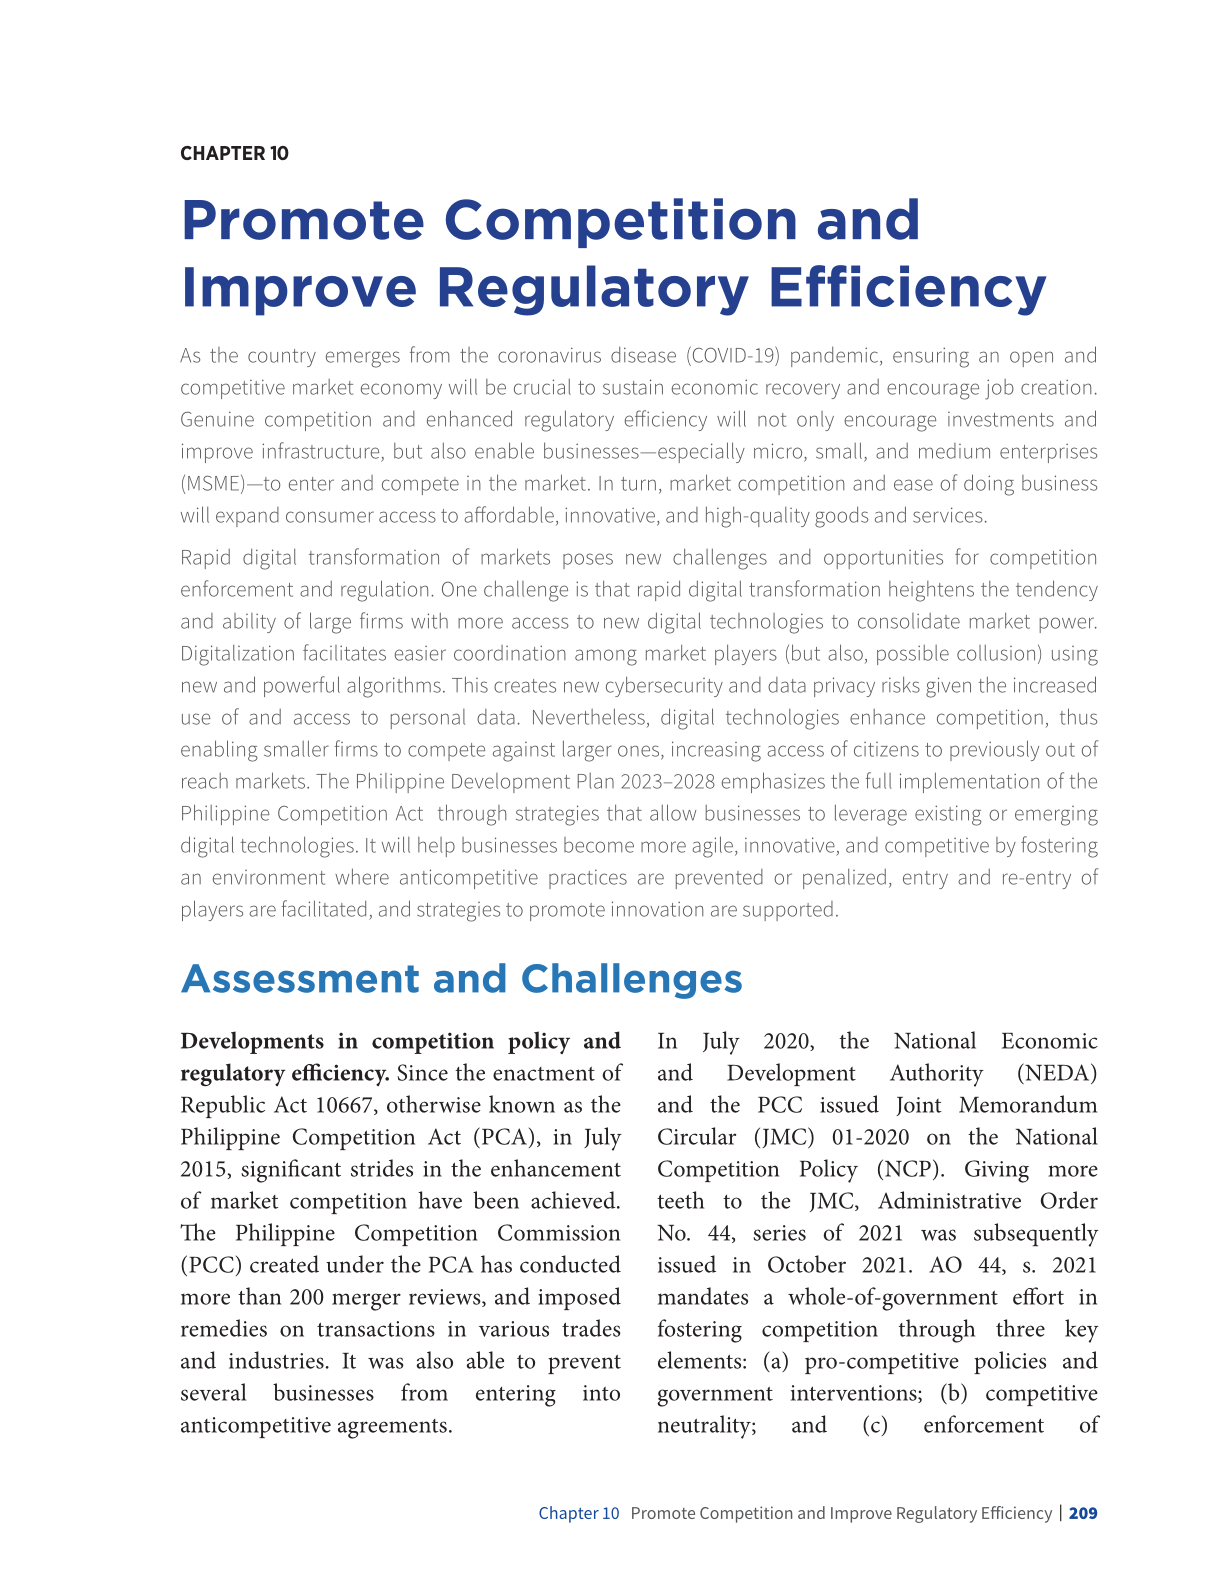 CHAPTER 10
Promote Competition and
Improve Regulatory Efficiency
As the country emerges from the coronavirus disease (COVID-19) pandemic, ensuring an open and
competitive market economy will be crucial to sustain economic recovery and encourage job creation.
Genuine competition and enhanced regulatory efficiency will not only encourage investments and
improve infrastructure, but also enable businesses—especially micro, small, and medium enterprises
(MSME)—to enter and compete in the market. In turn, market competition and ease of doing business
will expand consumer access to affordable, innovative, and high-quality goods and services.
Rapid digital transformation of markets poses new challenges and opportunities for competition
enforcement and regulation. One challenge is that rapid digital transformation heightens the tendency
and ability of large firms with more access to new digital technologies to consolidate market power.
Digitalization facilitates easier coordination among market players (but also, possible collusion) using
new and powerful algorithms. This creates new cybersecurity and data privacy risks given the increased
use of and access to personal data. Nevertheless, digital technologies enhance competition, thus
enabling smaller firms to compete against larger ones, increasing access of citizens to previously out of
reach markets. The Philippine Development Plan 2023–2028 emphasizes the full implementation of the
Philippine Competition Act through strategies that allow businesses to leverage existing or emerging
digital technologies. It will help businesses become more agile, innovative, and competitive by fostering
an environment where anticompetitive practices are prevented or penalized, entry and re-entry of
players are facilitated, and strategies to promote innovation are supported.
Assessment and Challenges
Developments in competition policy and
regulatory efficiency. Since the enactment of
Republic Act 10667, otherwise known as the
Philippine Competition Act (PCA), in July
2015, significant strides in the enhancement
of market competition have been achieved.
The Philippine Competition Commission
(PCC) created under the PCA has conducted
more than 200 merger reviews, and imposed
remedies on transactions in various trades
and industries. It was also able to prevent
several businesses from entering into
anticompetitive agreements.
In July 2020, the National Economic
and Development Authority (NEDA)
and the PCC issued Joint Memorandum
Circular (JMC) 01-2020 on the National
Competition Policy (NCP). Giving more
teeth to the JMC, Administrative Order
No. 44, series of 2021 was subsequently
issued in October 2021. AO 44, s. 2021
mandates a whole-of-government effort in
fostering competition through three key
elements: (a) pro-competitive policies and
government interventions; (b) competitive
neutrality; and (c) enforcement of
Chapter 10 Promote Competition and Improve Regulatory Efficiency | 209